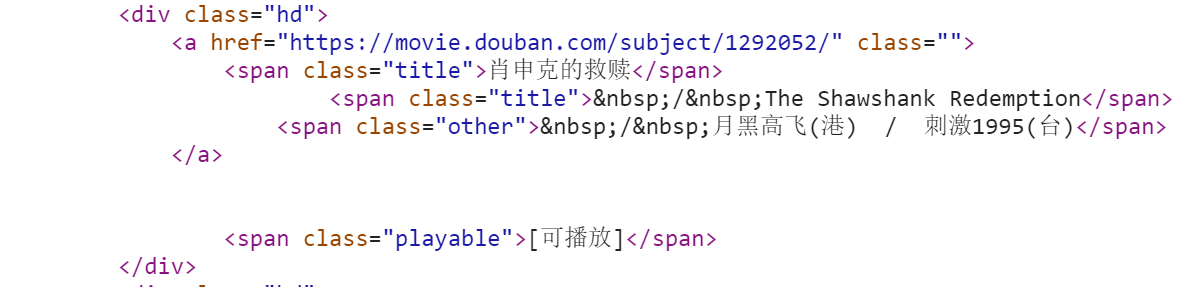 <div class="hd">
<a href="https://movie.douban.com/subject/1292052/" class="">
<span class="title">肖申克的救赎</span>
<span class="title">&nbsp;/&nbsp;The Shawshank Redemption</span>
<span class="other">&nbsp;/&nbsp;月黑高飞(港)  /  刺激1995(台)</span>
</a>
<span class="playable">[可播放]</span>
</div>